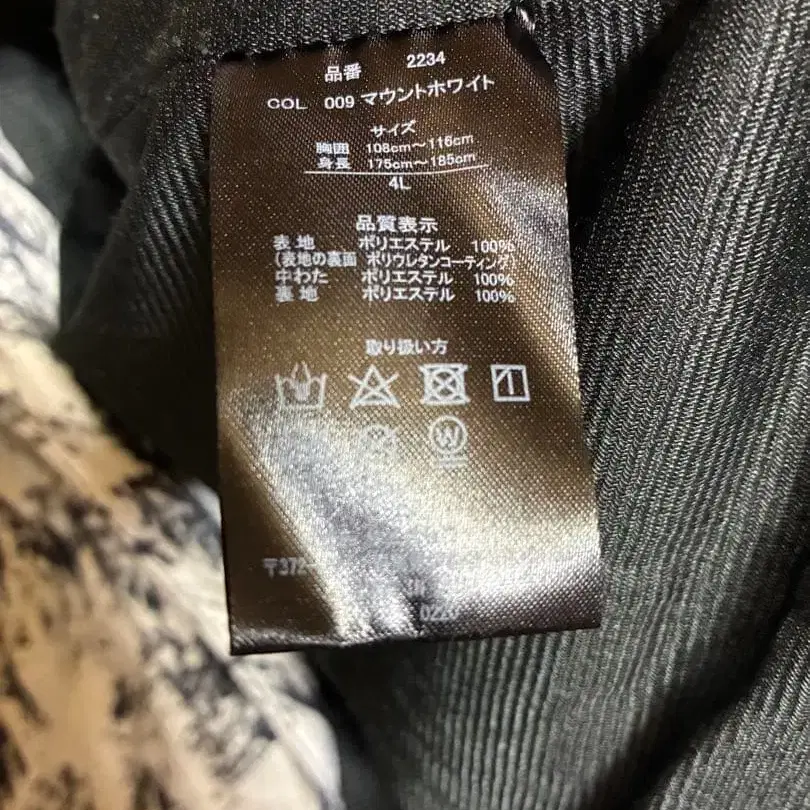 品番 2234
COL 009 マウントホワイト
サイズ
胸囲 108cm～116cm
身長 175cm～185cm
4L
品質表示
表地 ポリエステル 100%
(表地の裏面 ポリウレタンコーティング)
中わた ポリエステル 100%
裏地 ポリエステル 100%
取り扱い方
W
〒372
0220